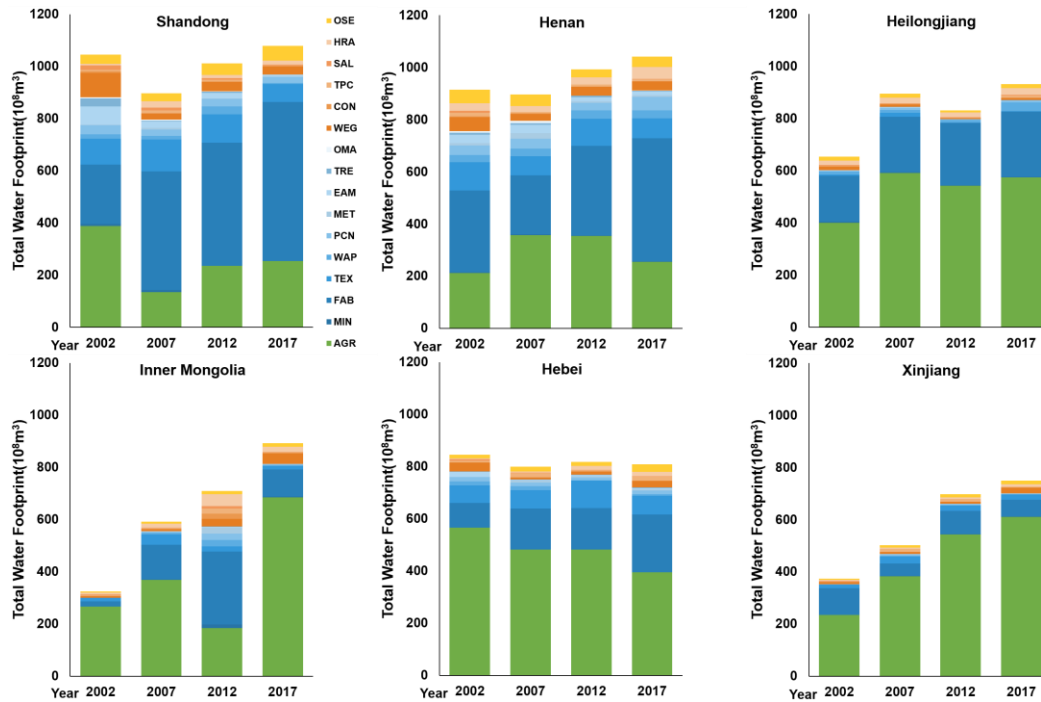 Shandong
Total Water Footprint(10⁸m³)
1200
1000
800
600
400
200
0
Year 2002 2007 2012 2017
OSE
HRA
SAL
TPC
CON
WEG
OMA
TRE
EAM
MET
PCN
WAP
TEX
FAB
MIN
AGR
Henan
Total Water Footprint(10⁸m³)
1200
1000
800
600
400
200
0
2002 2007 2012 2017
Heilongjiang
Total Water Footprint(10⁸m³)
1200
1000
800
600
400
200
0
Year 2002 2007 2012 2017
Inner Mongolia
Total Water Footprint(10⁸m³)
1200
1000
800
600
400
200
0
Year 2002 2007 2012 2017
Hebei
Total Water Footprint(10⁸m³)
1200
1000
800
600
400
200
0
Year 2002 2007 2012 2017
Xinjiang
Total Water Footprint(10⁸m³)
1200
1000
800
600
400
200
0
Year 2002 2007 2012 2017